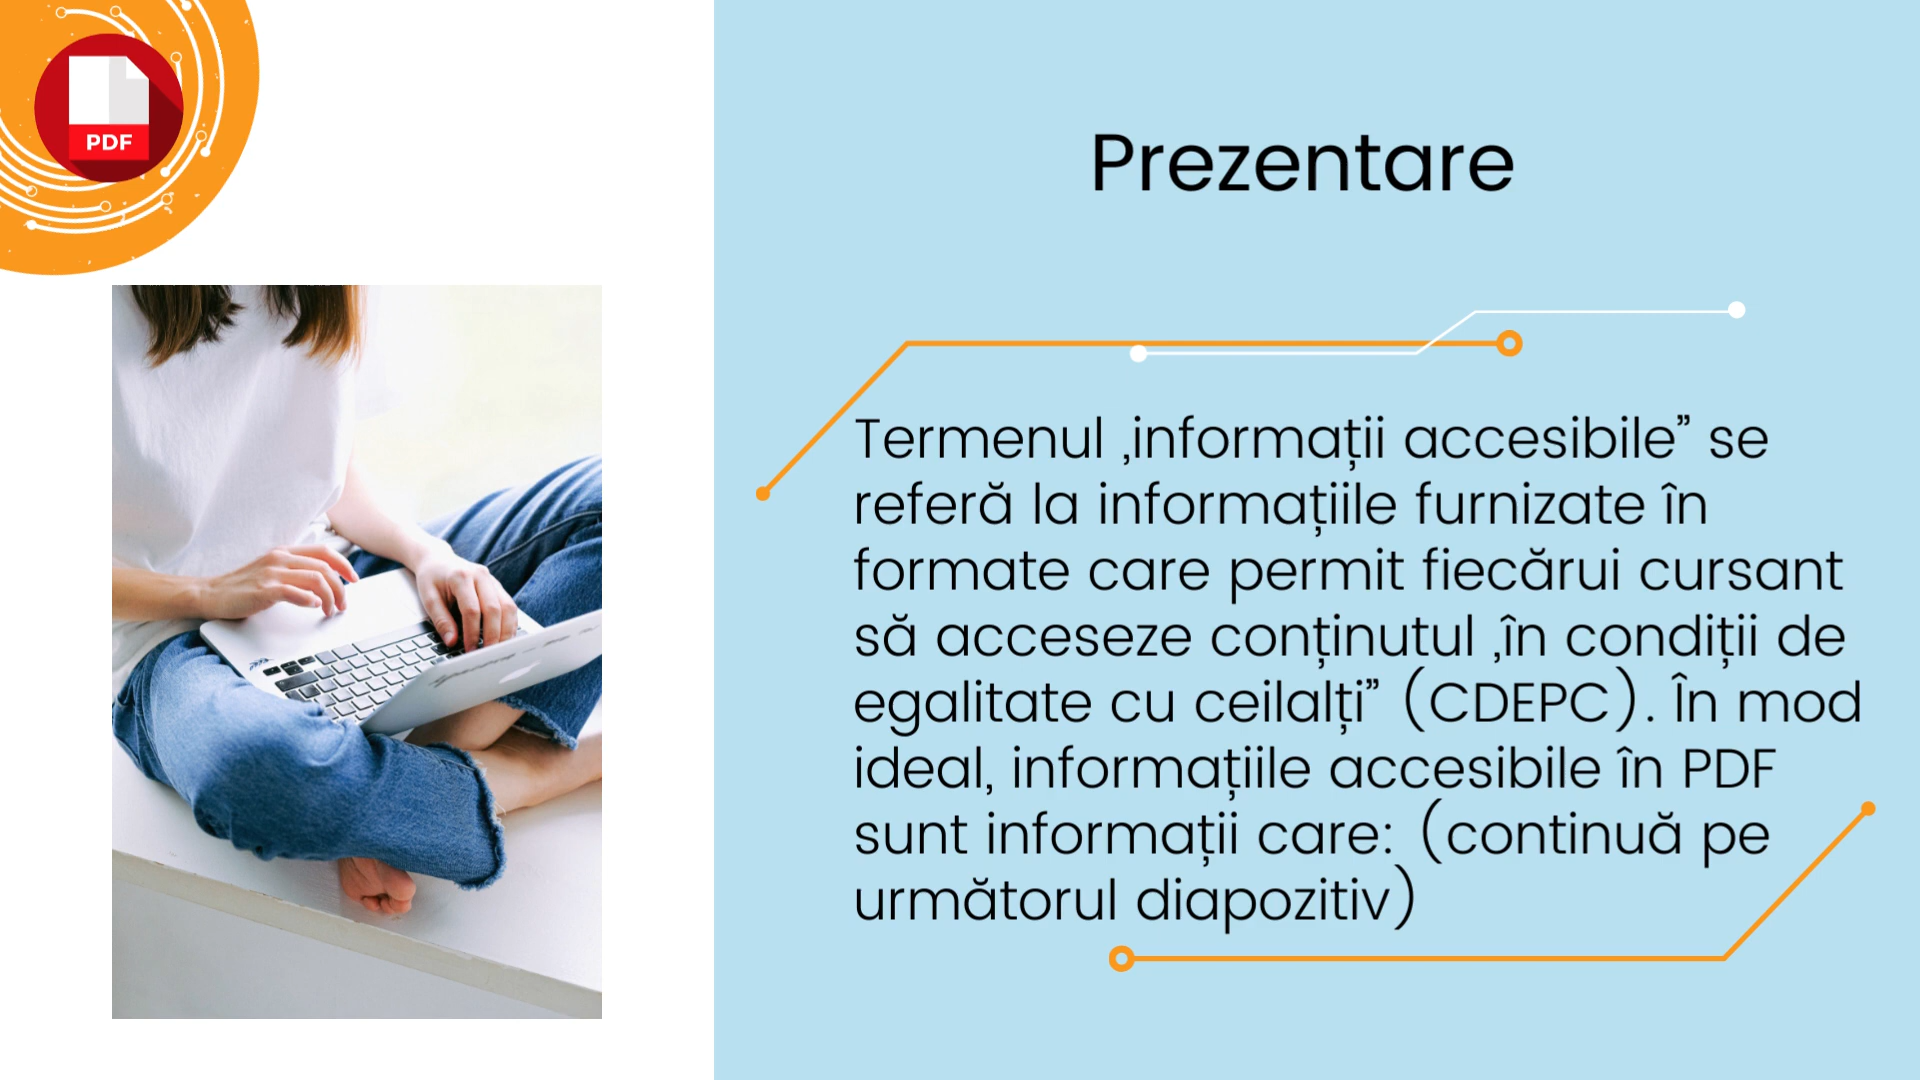 PDF
Prezentare
Termenul ‚informații accesibile” se
referă la informațiile furnizate în
formate care permit fiecărui cursant
să acceseze conținutul ‚în condiții de
egalitate cu ceilalți” (CDEPC). În mod
ideal, informațiile accesibile în PDF
sunt informații care: (continuă pe
următorul diapozitiv)